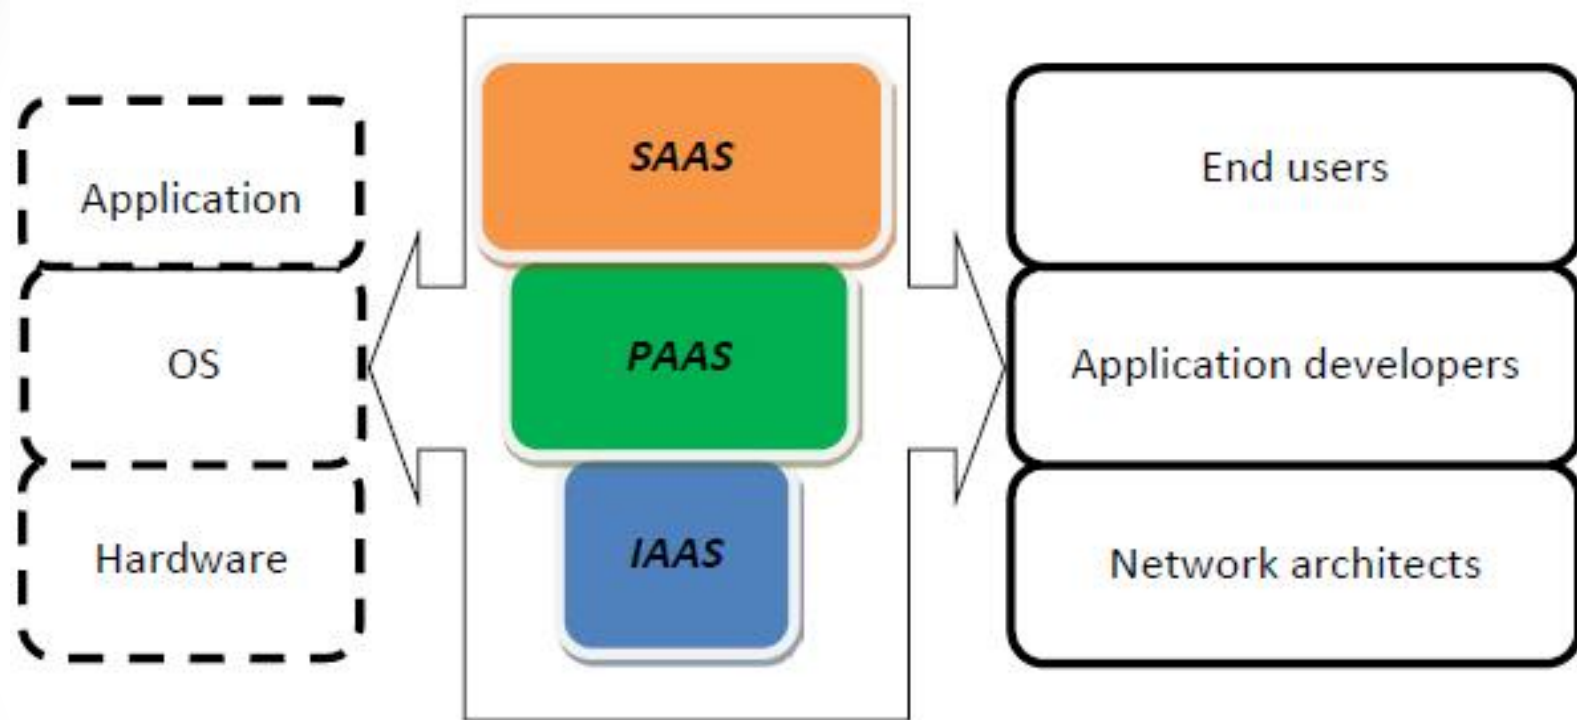 Application
OS
Hardware
SAAS
PAAS
IAAS
End users
Application developers
Network architects